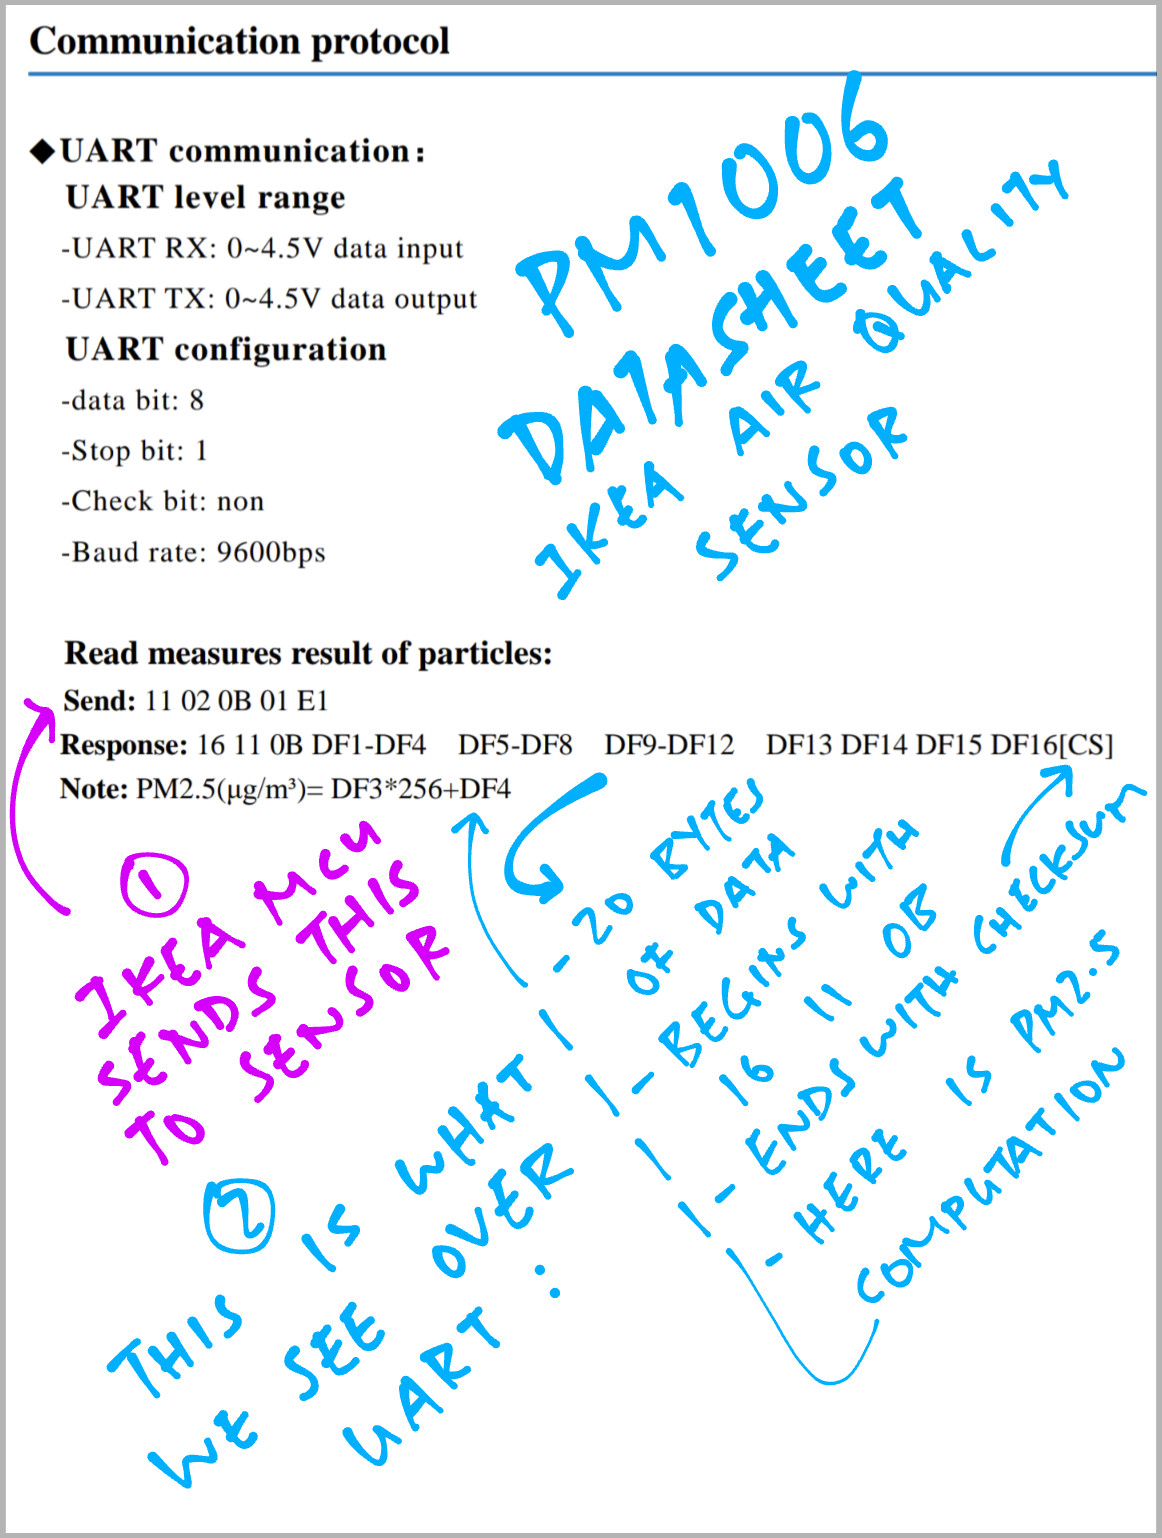 Communication protocol
◆UART communication:
UART level range
-UART RX: 0~4.5V data input
-UART TX: 0~4.5V data output
UART configuration
-data bit: 8
-Stop bit: 1
-Check bit: non
-Baud rate: 9600bps
PM1006
DATASHEET
IKEA AIR QUALITY
SENSOR
Read measures result of particles:
Send: 11 02 0B 01 E1
Response: 16 11 0B DF1-DF4 DF5-DF8 DF9-DF12 DF13 DF14 DF15 DF16[CS]
Note: PM2.5(μg/m³)= DF3*256+DF4
①
IKEA MCU
SENDS THIS
TO SENSOR
②
THIS IS WHAT
WE SEE OVER
UART:
- 20 BYTES
OF DATA
- BEGINS WITH
16 11 0B
- ENDS WITH CHECKSUM
- HERE IS PM2.5
COMPUTATION